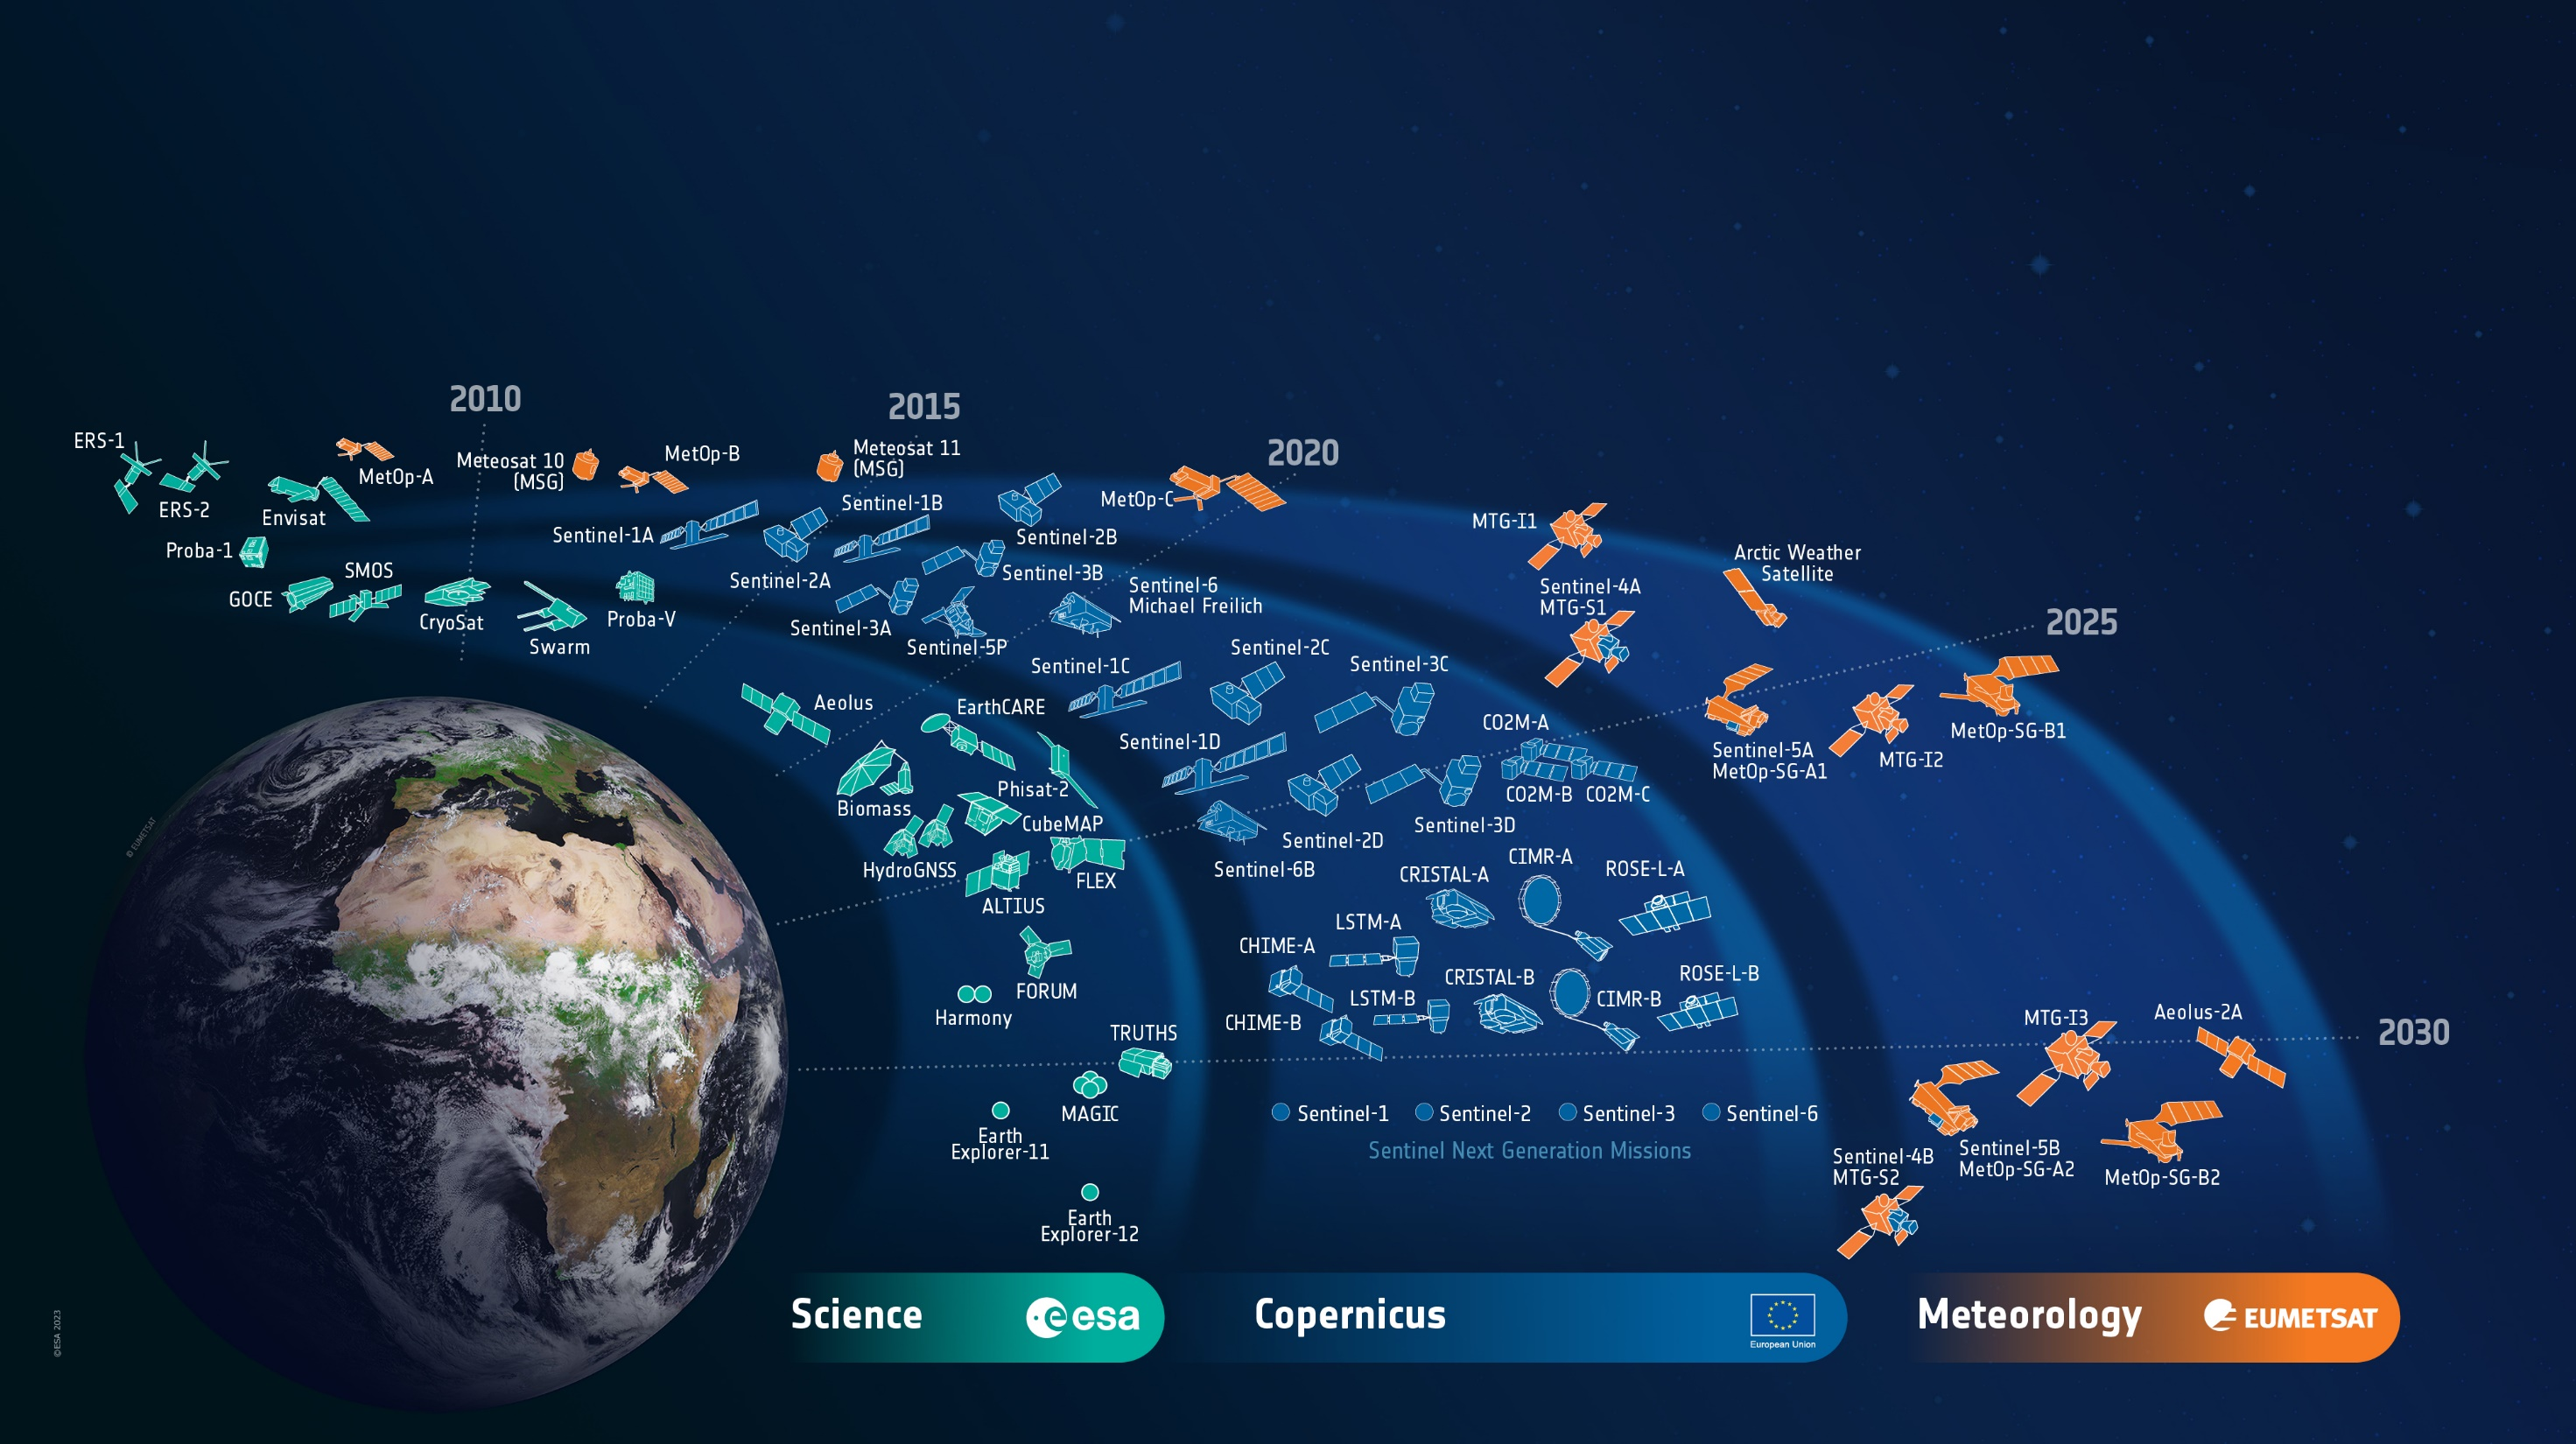 2010
2015
2020
2025
2030
ERS-1
ERS-2
MetOp-A
Envisat
Proba-1
GOCE
SMOS
CryoSat
Swarm
Proba-V
Meteosat 10
(MSG)
MetOp-B
Meteosat 11
(MSG)
MetOp-C
Sentinel-1A
Sentinel-1B
Sentinel-2A
Sentinel-2B
Sentinel-3A
Sentinel-3B
Sentinel-5P
Sentinel-6
Michael Freilich
MTG-I1
Sentinel-4A
MTG-S1
Arctic Weather
Satellite
Aeolus
EarthCARE
Biomass
Phisat-2
CubeMAP
HydroGNSS
ALTIUS
FLEX
Sentinel-1C
Sentinel-2C
Sentinel-3C
Sentinel-1D
Sentinel-2D
Sentinel-3D
Sentinel-6B
CO2M-A
CO2M-B
CO2M-C
Sentinel-5A
MetOp-SG-A1
MTG-I2
MetOp-SG-B1
FORUM
Harmony
TRUTHS
MAGIC
Earth
Explorer-11
Earth
Explorer-12
CHIME-A
LSTM-A
CRISTAL-A
CIMR-A
ROSE-L-A
CHIME-B
LSTM-B
CRISTAL-B
CIMR-B
ROSE-L-B
Sentinel-1
Sentinel-2
Sentinel-3
Sentinel-6
Sentinel Next Generation Missions
MTG-I3
Aeolus-2A
Sentinel-4B
MTG-S2
Sentinel-5B
MetOp-SG-A2
MetOp-SG-B2
Science
esa
Copernicus
European Union
Meteorology
EUMETSAT
© EUMETSAT
©ESA 2023